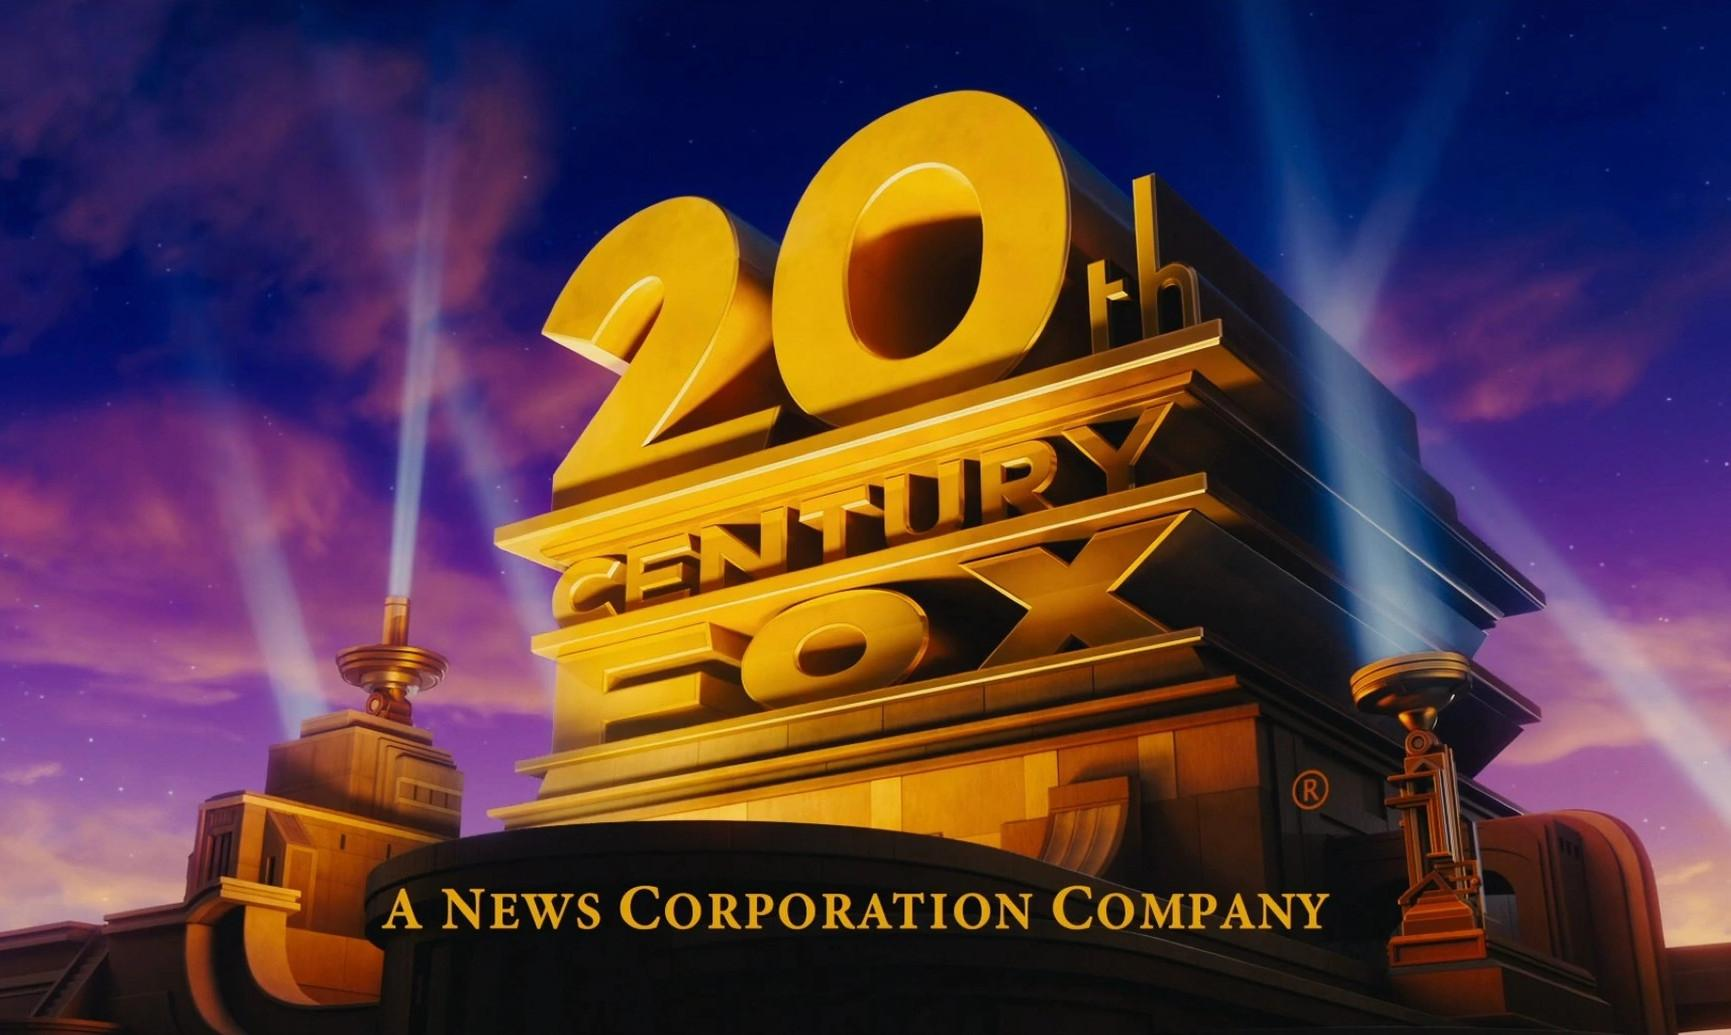 20th
CENTURY
FOX
®
A NEWS CORPORATION COMPANY